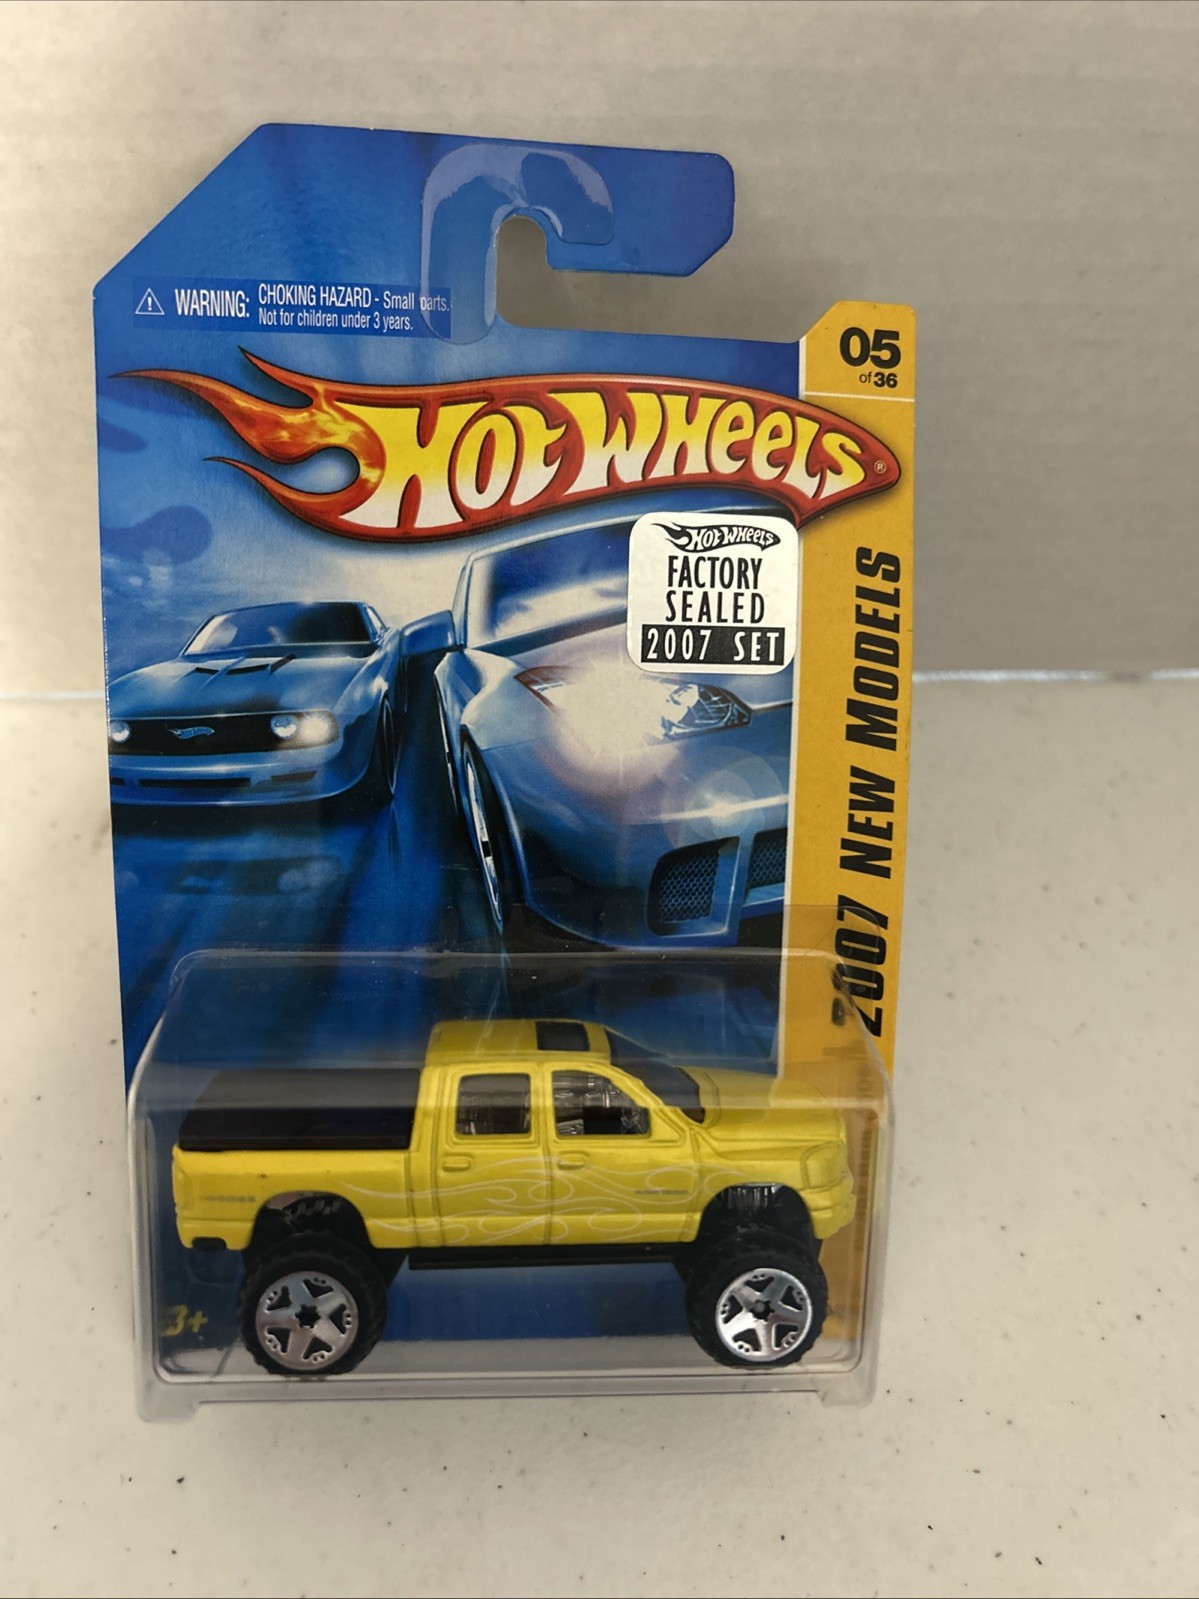 WARNING: CHOKING HAZARD - Small parts.
Not for children under 3 years.
05
of 36
HOT WHEELS®
HOT WHEELS
FACTORY
SEALED
2007 SET
2007 NEW MODELS
DODGE
3+